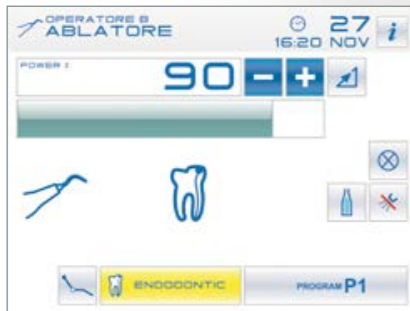 OPERATORE B
ABLATORE
27
16:20 NOV
i
POWER :
90
- +
ENDODONTIC
PROGRAM P1